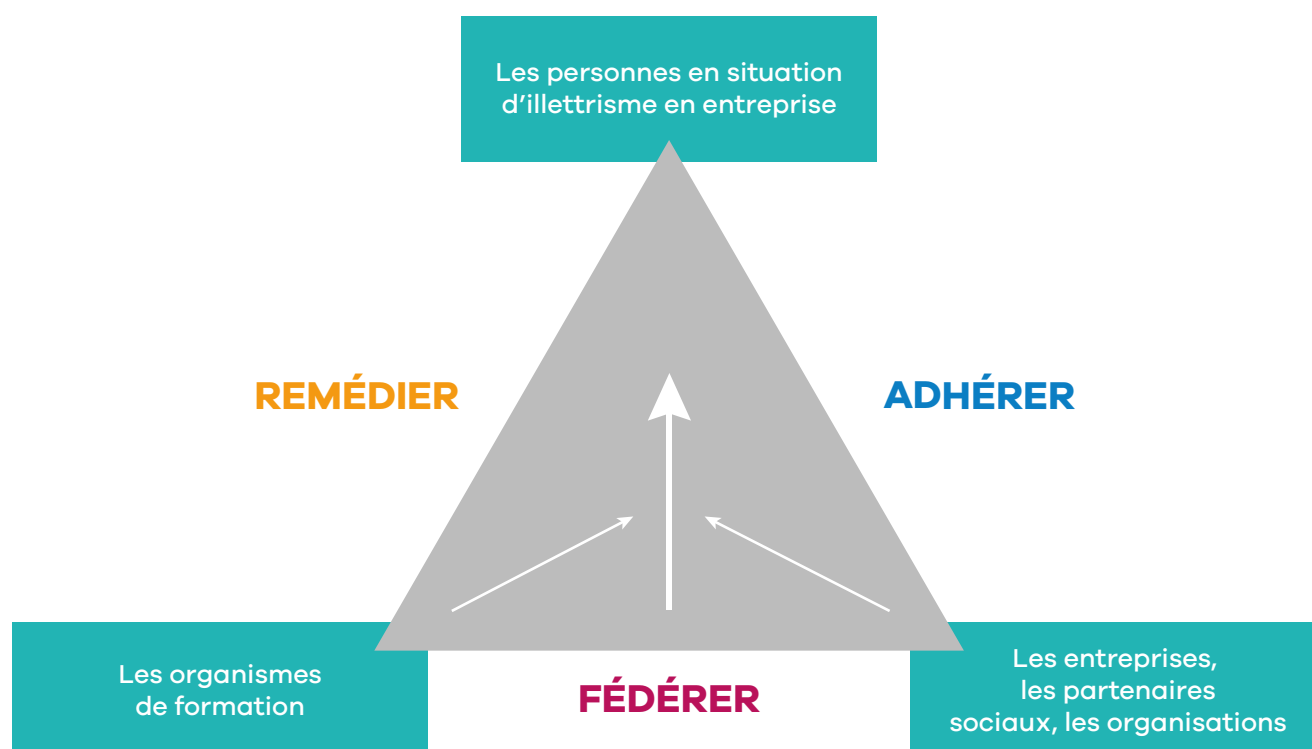 Les personnes en situation
d’illettrisme en entreprise
REMÉDIER
ADHÉRER
Les organismes
de formation
FÉDÉRER
Les entreprises,
les partenaires
sociaux, les organisations